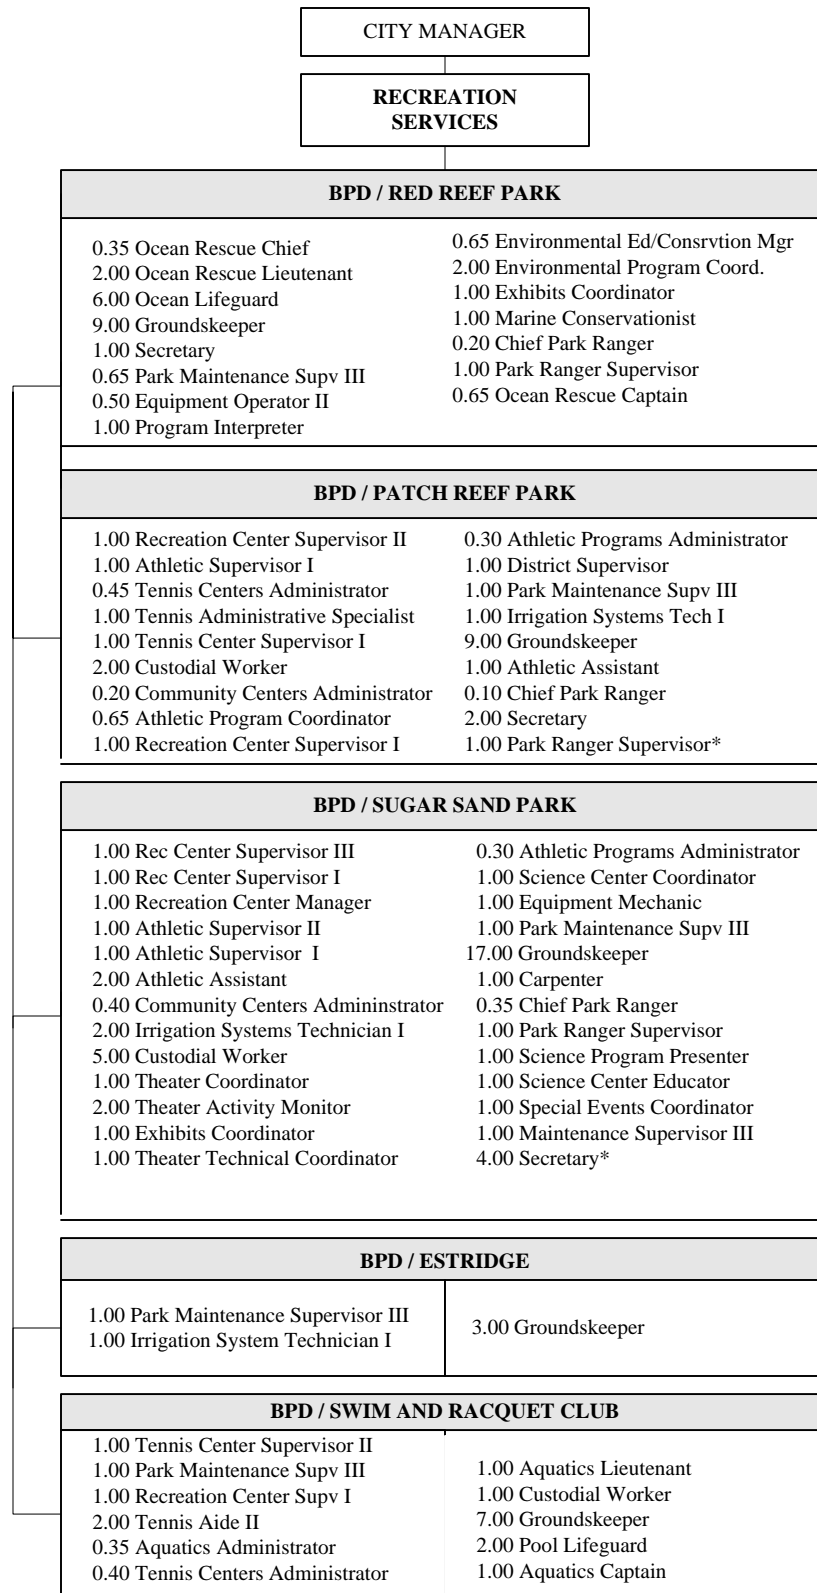 CITY MANAGER
RECREATION
SERVICES
BPD / RED REEF PARK
0.35 Ocean Rescue Chief
2.00 Ocean Rescue Lieutenant
6.00 Ocean Lifeguard
9.00 Groundskeeper
1.00 Secretary
0.65 Park Maintenance Supv III
0.50 Equipment Operator II
1.00 Program Interpreter
0.65 Environmental Ed/Consrvtion Mgr
2.00 Environmental Program Coord.
1.00 Exhibits Coordinator
1.00 Marine Conservationist
0.20 Chief Park Ranger
1.00 Park Ranger Supervisor
0.65 Ocean Rescue Captain
BPD / PATCH REEF PARK
1.00 Recreation Center Supervisor II
1.00 Athletic Supervisor I
0.45 Tennis Centers Administrator
1.00 Tennis Administrative Specialist
1.00 Tennis Center Supervisor I
2.00 Custodial Worker
0.20 Community Centers Administrator
0.65 Athletic Program Coordinator
1.00 Recreation Center Supervisor I
0.30 Athletic Programs Administrator
1.00 District Supervisor
1.00 Park Maintenance Supv III
1.00 Irrigation Systems Tech I
9.00 Groundskeeper
1.00 Athletic Assistant
0.10 Chief Park Ranger
2.00 Secretary
1.00 Park Ranger Supervisor*
BPD / SUGAR SAND PARK
1.00 Rec Center Supervisor III
1.00 Rec Center Supervisor I
1.00 Recreation Center Manager
1.00 Athletic Supervisor II
1.00 Athletic Supervisor I
2.00 Athletic Assistant
0.40 Community Centers Admininstrator
2.00 Irrigation Systems Technician I
5.00 Custodial Worker
1.00 Theater Coordinator
2.00 Theater Activity Monitor
1.00 Exhibits Coordinator
1.00 Theater Technical Coordinator
0.30 Athletic Programs Administrator
1.00 Science Center Coordinator
1.00 Equipment Mechanic
1.00 Park Maintenance Supv III
17.00 Groundskeeper
1.00 Carpenter
0.35 Chief Park Ranger
1.00 Park Ranger Supervisor
1.00 Science Program Presenter
1.00 Science Center Educator
1.00 Special Events Coordinator
1.00 Maintenance Supervisor III
4.00 Secretary*
BPD / ESTRIDGE
1.00 Park Maintenance Supervisor III
1.00 Irrigation System Technician I
3.00 Groundskeeper
BPD / SWIM AND RACQUET CLUB
1.00 Tennis Center Supervisor II
1.00 Park Maintenance Supv III
1.00 Recreation Center Supv I
2.00 Tennis Aide II
0.35 Aquatics Administrator
0.40 Tennis Centers Administrator
1.00 Aquatics Lieutenant
1.00 Custodial Worker
7.00 Groundskeeper
2.00 Pool Lifeguard
1.00 Aquatics Captain